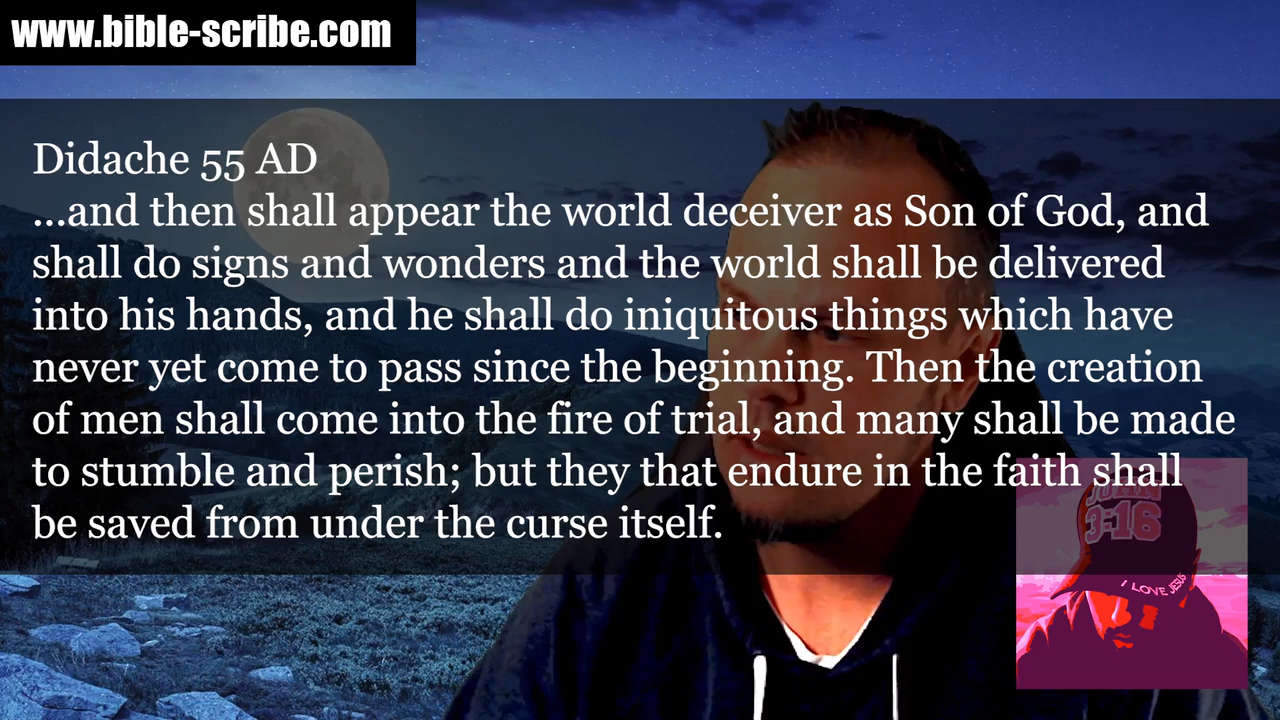 www.bible-scribe.com
Didache 55 AD
...and then shall appear the world deceiver as Son of God, and
shall do signs and wonders and the world shall be delivered
into his hands, and he shall do iniquitous things which have
never yet come to pass since the beginning. Then the creation
of men shall come into the fire of trial, and many shall be made
to stumble and perish; but they that endure in the faith shall
be saved from under the curse itself.
JOHN
3:16
I LOVE JESUS